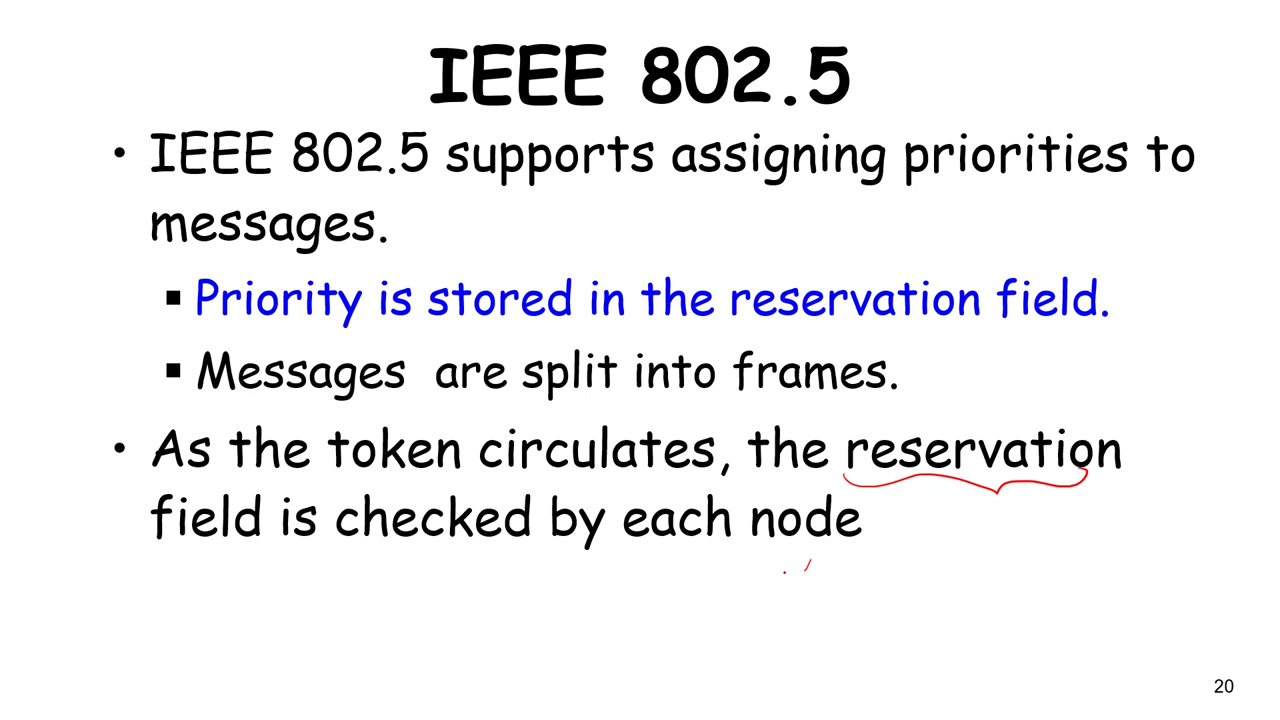 IEEE 802.5
• IEEE 802.5 supports assigning priorities to
messages.
▪ Priority is stored in the reservation field.
▪ Messages are split into frames.
• As the token circulates, the reservation
field is checked by each node
20